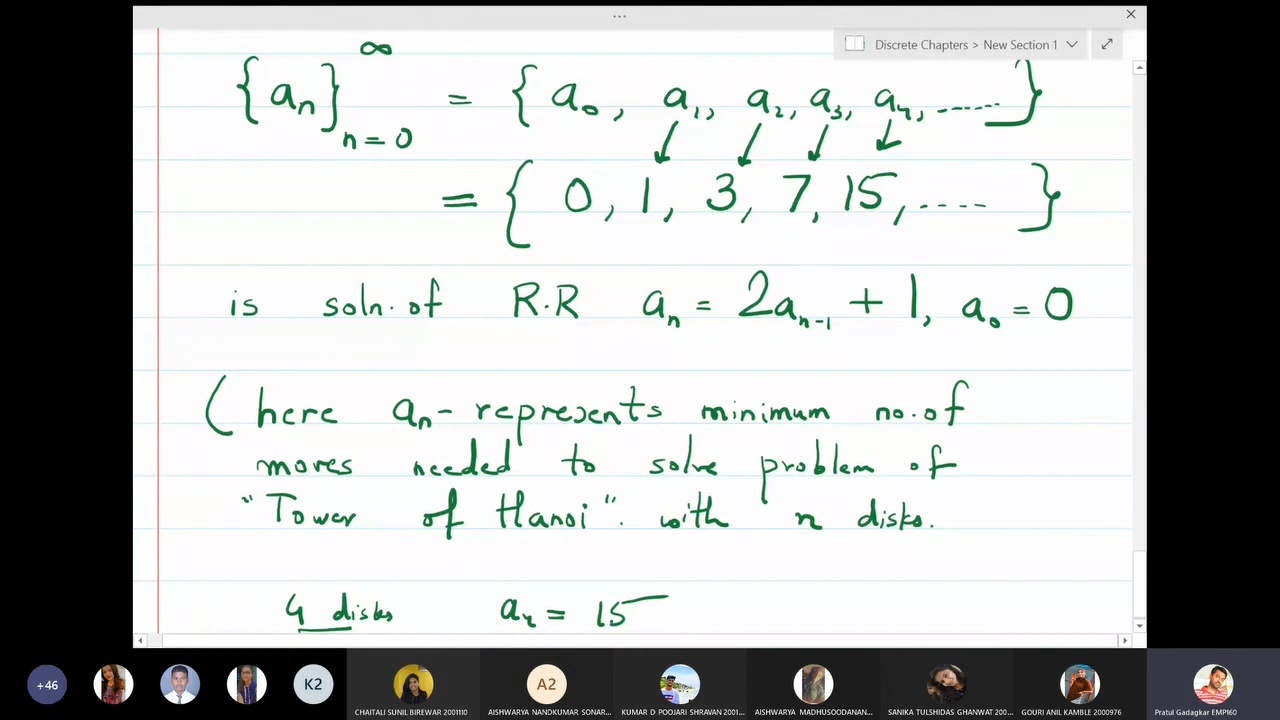 Discrete Chapters > New Section 1
{aₙ}ₙ₌₀^∞ = {a₀, a₁, a₂, a₃, a₄, ......}
= {0, 1, 3, 7, 15, ....}
is soln. of R.R aₙ = 2aₙ₋₁ + 1, a₀ = 0
(here aₙ - represents minimum no. of
moves needed to solve problem of
"Tower of Hanoi". with n disks.
4 disks a₄ = 15
+46
K2
A2
CHAITALI SUNIL BIREWAR 2001110
AISHWARYA NANDKUMAR SONAR...
KUMAR D POOJARI SHRAVAN 2001...
AISHWARYA MADHUSOODANAN...
SANIKA TULSHIDAS GHANWAT 200...
GOURI ANIL KAMBLE 2000976
Pratul Gadagkar EMP160